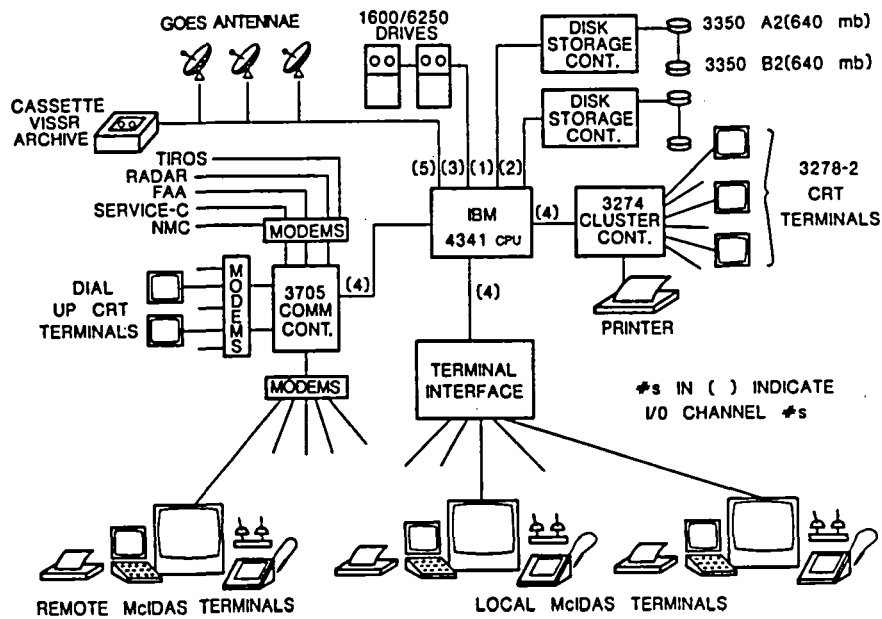 GOES ANTENNAE
1600/6250
DRIVES
DISK
STORAGE
CONT.
3350 A2(640 mb)
3350 B2(640 mb)
CASSETTE
VISSR
ARCHIVE
DISK
STORAGE
CONT.
TIROS
RADAR
FAA
SERVICE-C
NMC
MODEMS
(5) (3) (1) (2)
IBM
4341 CPU
(4)
3274
CLUSTER
CONT.
3278-2
CRT
TERMINALS
DIAL
UP CRT
TERMINALS
MODEMS
3705
COMM
CONT.
(4)
(4)
PRINTER
MODEMS
TERMINAL
INTERFACE
#s IN ( ) INDICATE
I/O CHANNEL #s
REMOTE McIDAS TERMINALS
LOCAL McIDAS TERMINALS